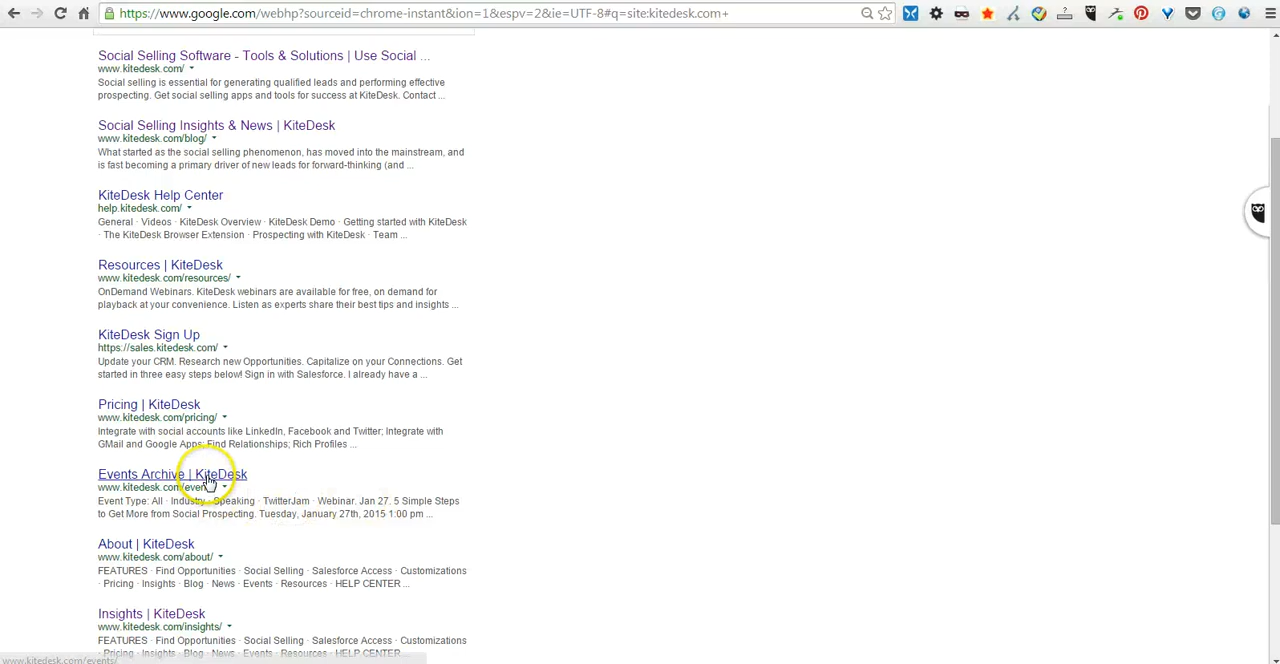 https://www.google.com/webhp?sourceid=chrome-instant&ion=1&espv=2&ie=UTF-8#q=site:kitedesk.com+
Social Selling Software - Tools & Solutions | Use Social ...
www.kitedesk.com/
Social selling is essential for generating qualified leads and performing effective
prospecting. Get social selling apps and tools for success at KiteDesk. Contact ...
Social Selling Insights & News | KiteDesk
www.kitedesk.com/blog/
What started as the social selling phenomenon, has moved into the mainstream, and
is fast becoming a primary driver of new leads for forward-thinking (and ...
KiteDesk Help Center
help.kitedesk.com/
General · Videos · KiteDesk Overview · KiteDesk Demo · Getting started with KiteDesk
· The KiteDesk Browser Extension · Prospecting with KiteDesk · Team ...
Resources | KiteDesk
www.kitedesk.com/resources/
OnDemand Webinars. KiteDesk webinars are available for free, on demand for
playback at your convenience. Listen as experts share their best tips and insights ...
KiteDesk Sign Up
https://sales.kitedesk.com/
Update your CRM. Research new Opportunities. Capitalize on your Connections. Get
started in three easy steps below! Sign in with Salesforce. I already have a ...
Pricing | KiteDesk
www.kitedesk.com/pricing/
Integrate with social accounts like LinkedIn, Facebook and Twitter; Integrate with
GMail and Google Apps; Find Relationships; Rich Profiles ...
Events Archive | KiteDesk
www.kitedesk.com/events/
Event Type: All · Industry · Speaking · TwitterJam · Webinar. Jan 27. 5 Simple Steps
to Get More from Social Prospecting. Tuesday, January 27th, 2015 1:00 pm ...
About | KiteDesk
www.kitedesk.com/about/
FEATURES · Find Opportunities · Social Selling · Salesforce Access · Customizations
· Pricing · Insights · Blog · News · Events · Resources · HELP CENTER ...
Insights | KiteDesk
www.kitedesk.com/insights/
FEATURES · Find Opportunities · Social Selling · Salesforce Access · Customizations
· Pricing · Insights · Blog · News · Events · Resources · HELP CENTER ...
www.kitedesk.com/events/